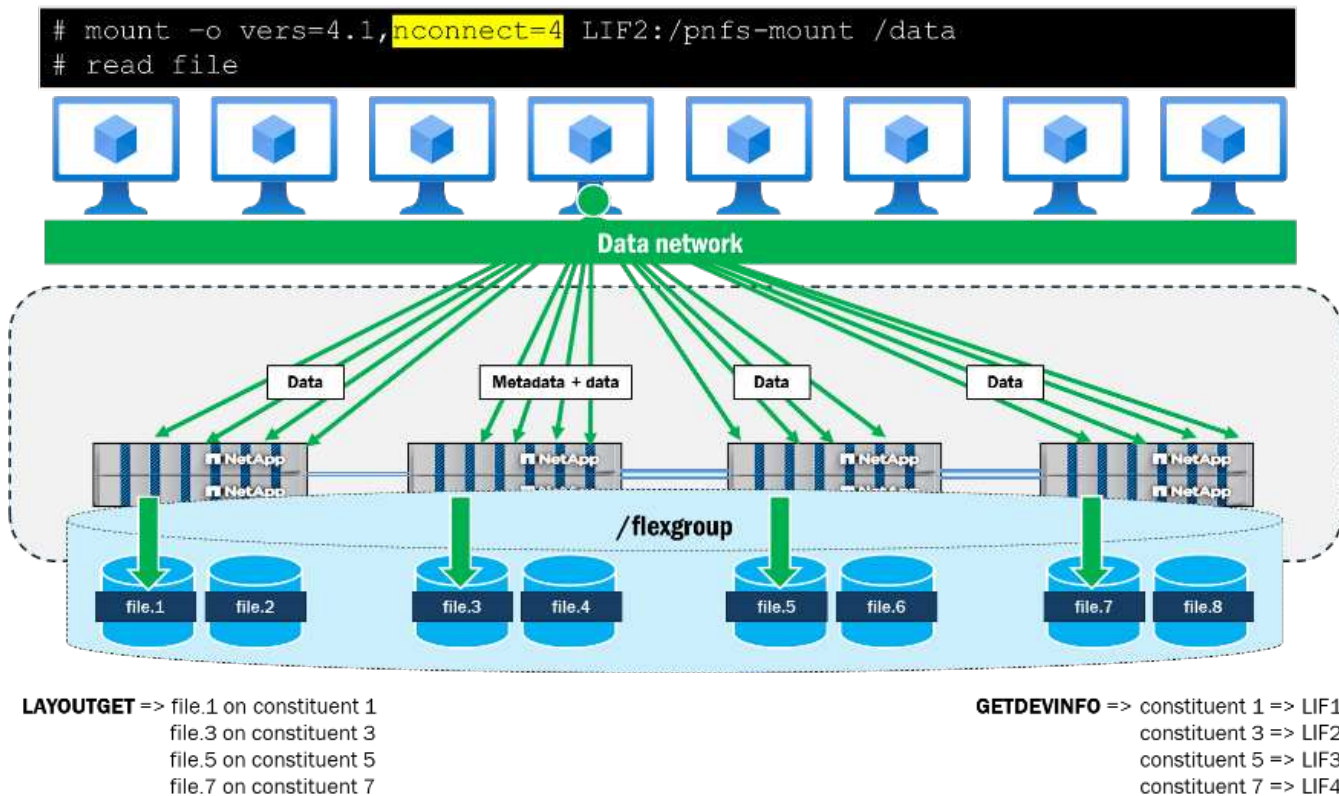 # mount –o vers=4.1,nconnect=4 LIF2:/pnfs-mount /data
# read file
Data network
Data
Metadata + data
Data
Data
NetApp
NetApp
NetApp
NetApp
NetApp
NetApp
NetApp
NetApp
/flexgroup
file.1
file.2
file.3
file.4
file.5
file.6
file.7
file.8
LAYOUTGET => file.1 on constituent 1
file.3 on constituent 3
file.5 on constituent 5
file.7 on constituent 7
GETDEVINFO => constituent 1 => LIF1
constituent 3 => LIF2
constituent 5 => LIF3
constituent 7 => LIF4